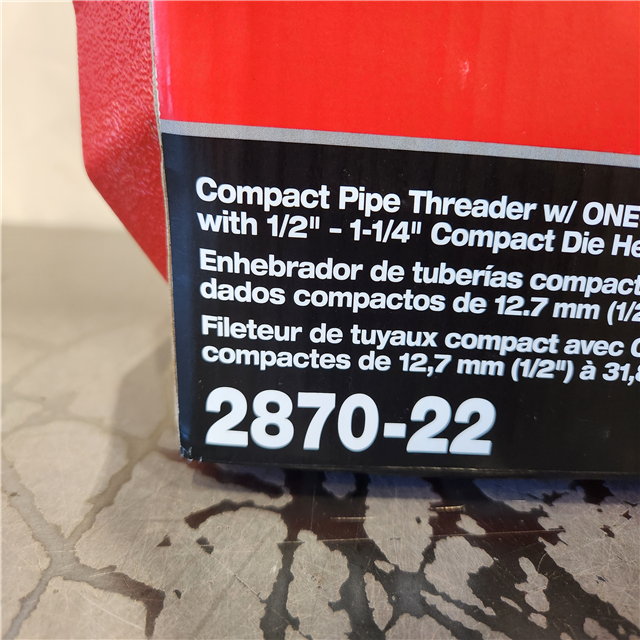 Compact Pipe Threader w/ ONE
with 1/2" - 1-1/4" Compact Die He
Enhebrador de tuberías compact
dados compactos de 12.7 mm (1/2
Fileteur de tuyaux compact avec
compactes de 12,7 mm (1/2") à 31,8
2870-22